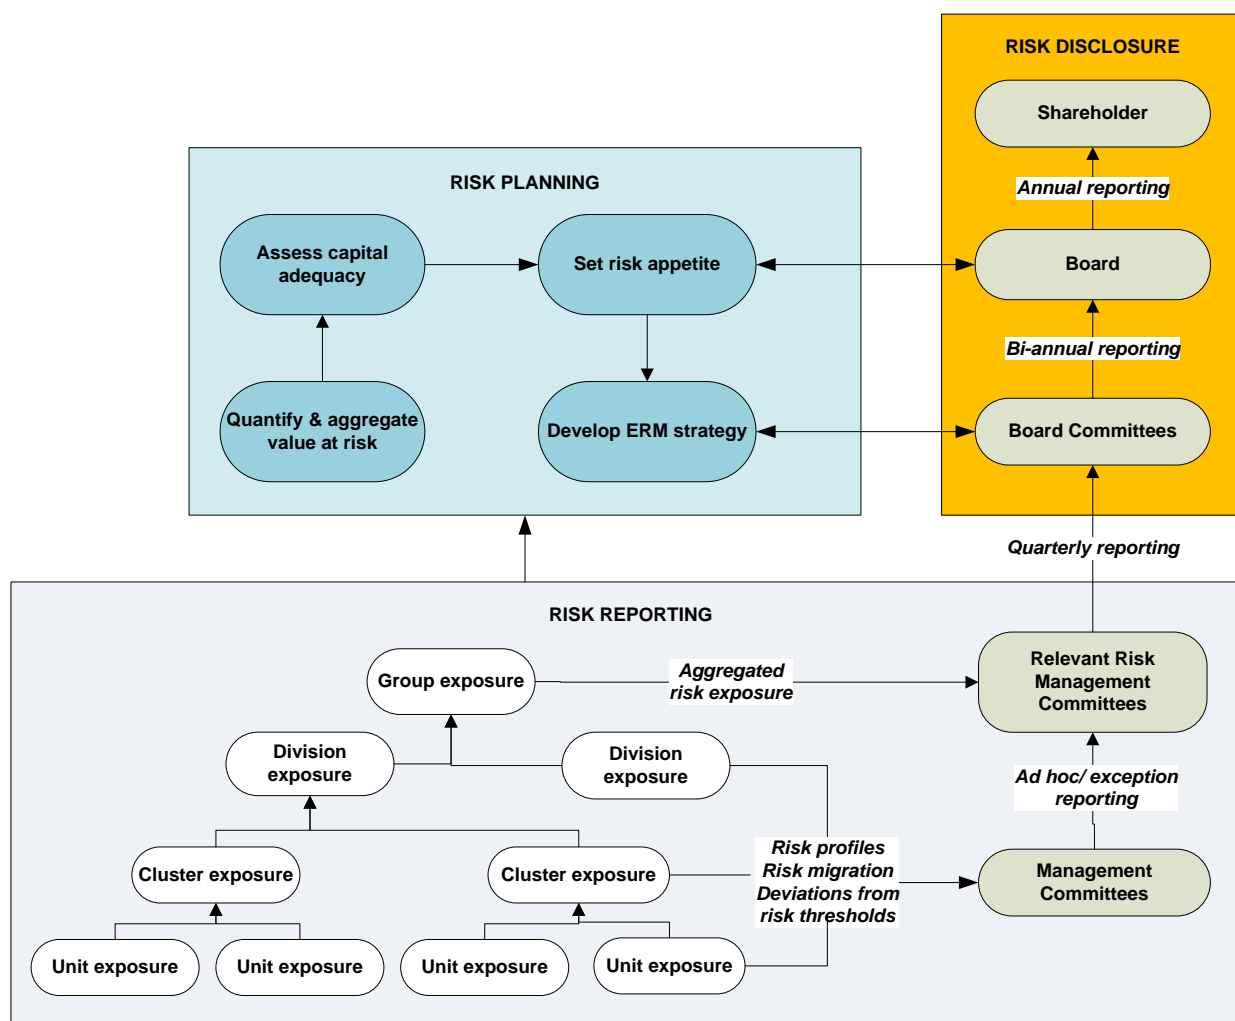 RISK DISCLOSURE
Shareholder
Annual reporting
Board
Bi-annual reporting
Board Committees
RISK PLANNING
Assess capital
adequacy
Set risk appetite
Quantify & aggregate
value at risk
Develop ERM strategy
Quarterly reporting
RISK REPORTING
Group exposure
Aggregated
risk exposure
Relevant Risk
Management
Committees
Division
exposure
Division
exposure
Ad hoc/ exception
reporting
Cluster exposure
Cluster exposure
Risk profiles
Risk migration
Deviations from
risk thresholds
Management
Committees
Unit exposure
Unit exposure
Unit exposure
Unit exposure